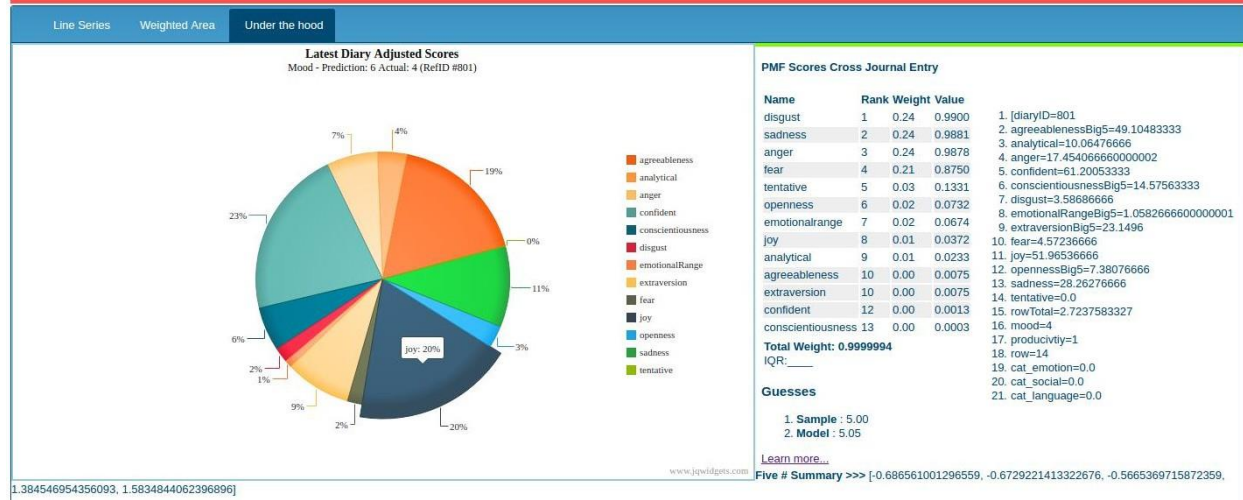 Line Series Weighted Area Under the hood
Latest Diary Adjusted Scores
Mood - Prediction: 6 Actual: 4 (RefID #801)
7%
4%
19%
23%
0%
11%
6%
3%
2%
1%
9%
2%
20%
joy: 20%
agreeableness
analytical
anger
confident
conscientiousness
disgust
emotionalRange
extraversion
fear
joy
openness
sadness
tentative
www.jqwidgets.com
PMF Scores Cross Journal Entry
Name Rank Weight Value
disgust 1 0.24 0.9900
sadness 2 0.24 0.9881
anger 3 0.24 0.9878
fear 4 0.21 0.8750
tentative 5 0.03 0.1331
openness 6 0.02 0.0732
emotionalrange 7 0.02 0.0674
joy 8 0.01 0.0372
analytical 9 0.01 0.0233
agreeableness 10 0.00 0.0075
extraversion 10 0.00 0.0075
confident 12 0.00 0.0013
conscientiousness 13 0.00 0.0003
Total Weight: 0.9999994
IQR:____
Guesses
1. Sample : 5.00
2. Model : 5.05
Learn more...
1. [diaryID=801
2. agreeablenessBig5=49.10483333
3. analytical=10.06476666
4. anger=17.454066660000002
5. confident=61.20053333
6. conscientiousnessBig5=14.57563333
7. disgust=3.58686666
8. emotionalRangeBig5=1.0582666600000001
9. extraversionBig5=23.1496
10. fear=4.57236666
11. joy=51.96536666
12. opennessBig5=7.38076666
13. sadness=28.26276666
14. tentative=0.0
15. rowTotal=2.7237583327
16. mood=4
17. producivtiy=1
18. row=14
19. cat_emotion=0.0
20. cat_social=0.0
21. cat_language=0.0
Five # Summary >>> [-0.686561001296559, -0.6729221413322676, -0.5665369715872359,
1.384546954356093, 1.5834844062396896]